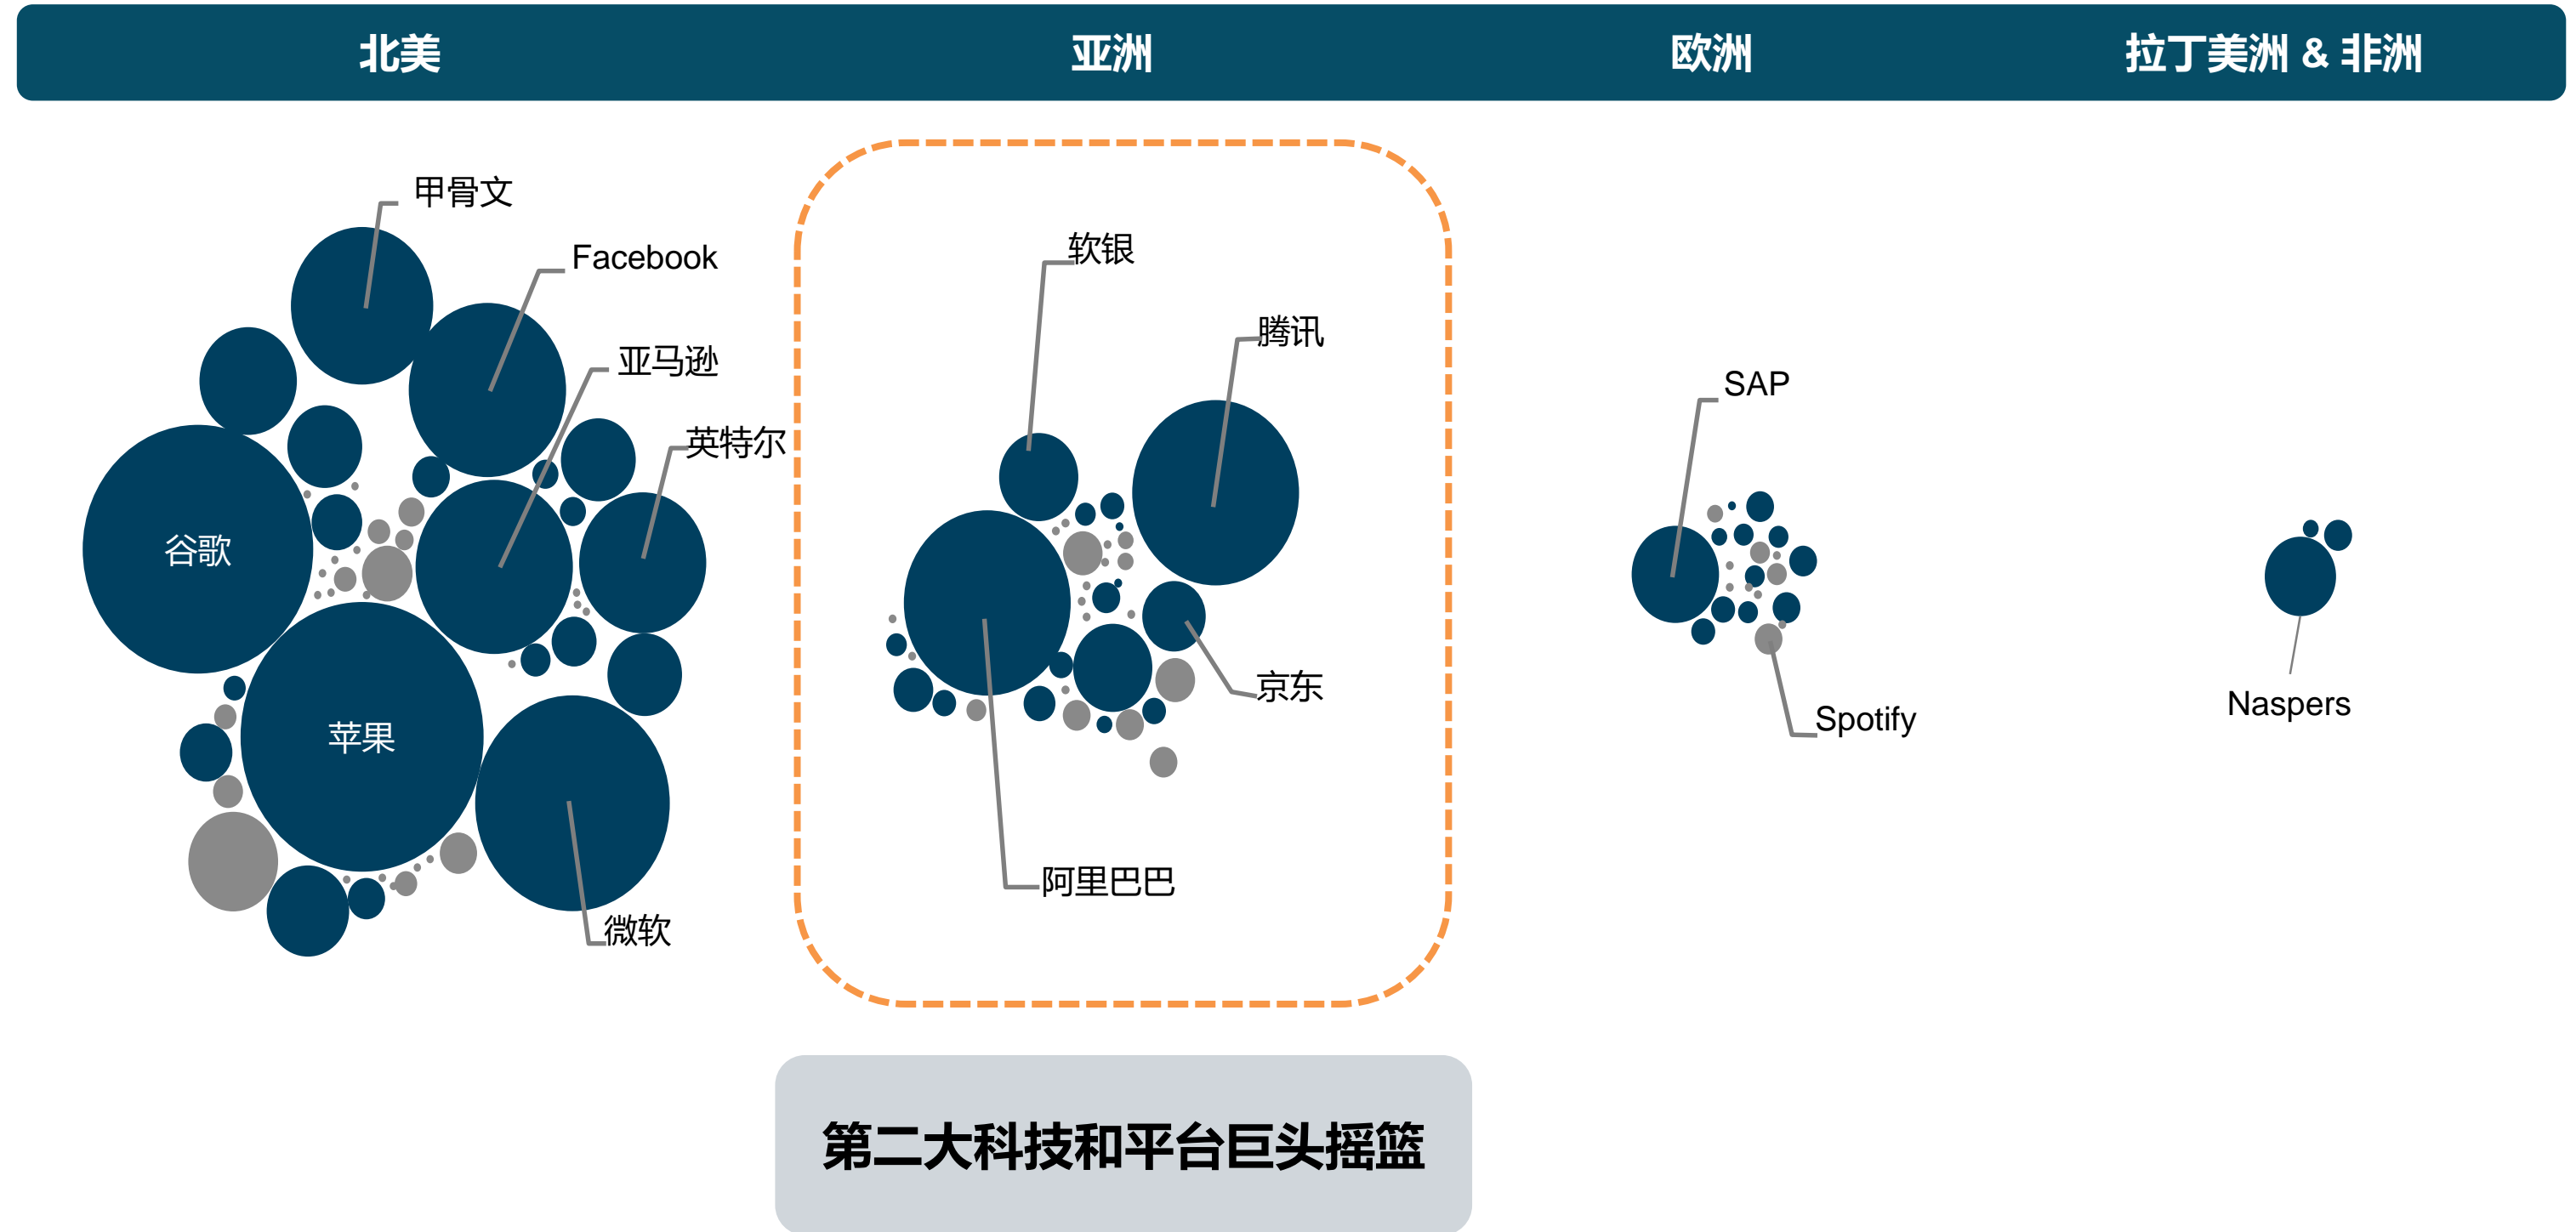 北美
亚洲
欧洲
拉丁美洲 & 非洲
甲骨文
Facebook
亚马逊
英特尔
谷歌
苹果
微软
软银
腾讯
京东
阿里巴巴
SAP
Spotify
Naspers
第二大科技和平台巨头摇篮